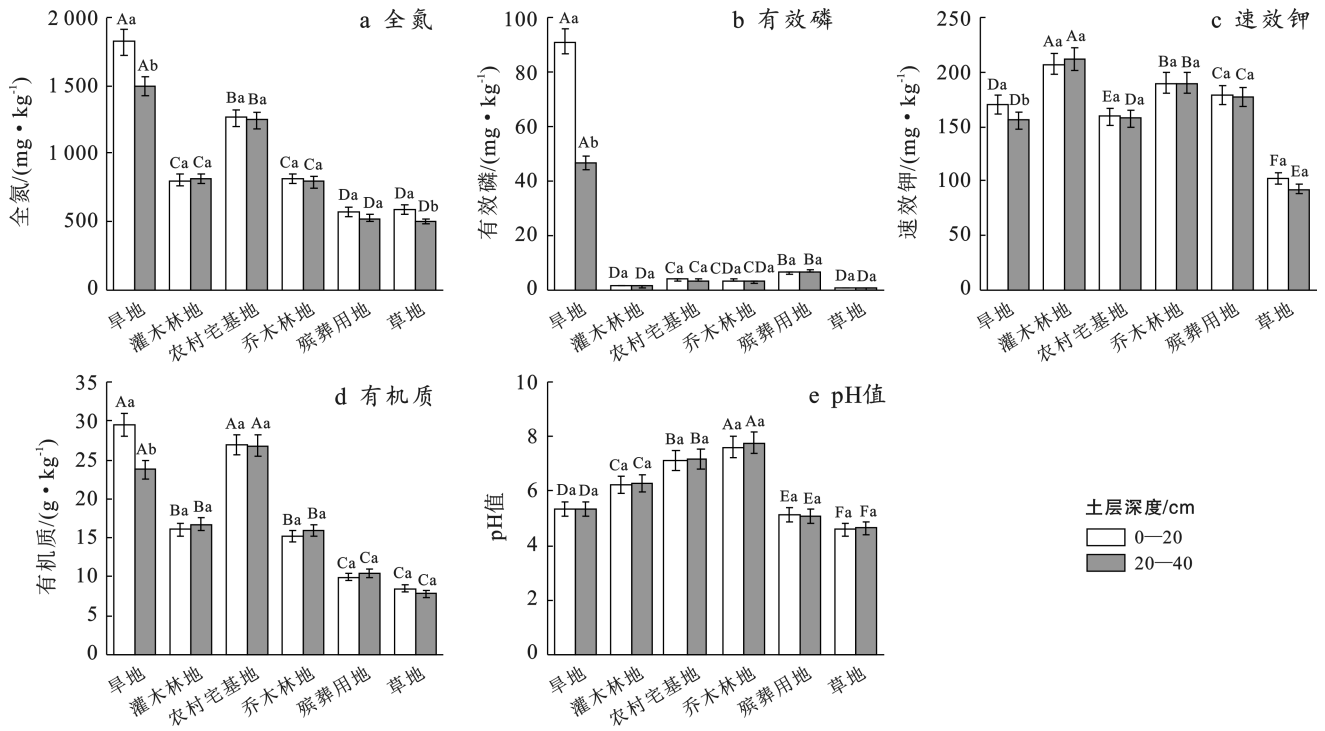 a 全氮
全氮/(mg·kg⁻¹)
2 000
1 500
1 000
500
0
Aa
Ab
Ca Ca
Ba Ba
Ca Ca
Da Da
Da Db
旱地
灌木林地
农村宅基地
乔木林地
殡葬用地
草地
b 有效磷
有效磷/(mg·kg⁻¹)
100
80
60
40
20
0
Aa
Ab
Da Da
Ca Ca
CDa CDa
Ba Ba
Da Da
旱地
灌木林地
农村宅基地
乔木林地
殡葬用地
草地
c 速效钾
速效钾/(mg·kg⁻¹)
250
200
150
100
50
0
Da Db
Aa Aa
Ea Da
Ba Ba
Ca Ca
Fa Ea
旱地
灌木林地
农村宅基地
乔木林地
殡葬用地
草地
d 有机质
有机质/(g·kg⁻¹)
35
30
25
20
15
10
5
0
Aa
Ab
Ba Ba
Aa Aa
Ba Ba
Ca Ca
Ca Ca
旱地
灌木林地
农村宅基地
乔木林地
殡葬用地
草地
e pH值
pH值
10
8
6
4
2
0
Da Da
Ca Ca
Ba Ba
Aa Aa
Ea Ea
Fa Fa
旱地
灌木林地
农村宅基地
乔木林地
殡葬用地
草地
土层深度/cm
0—20
20—40